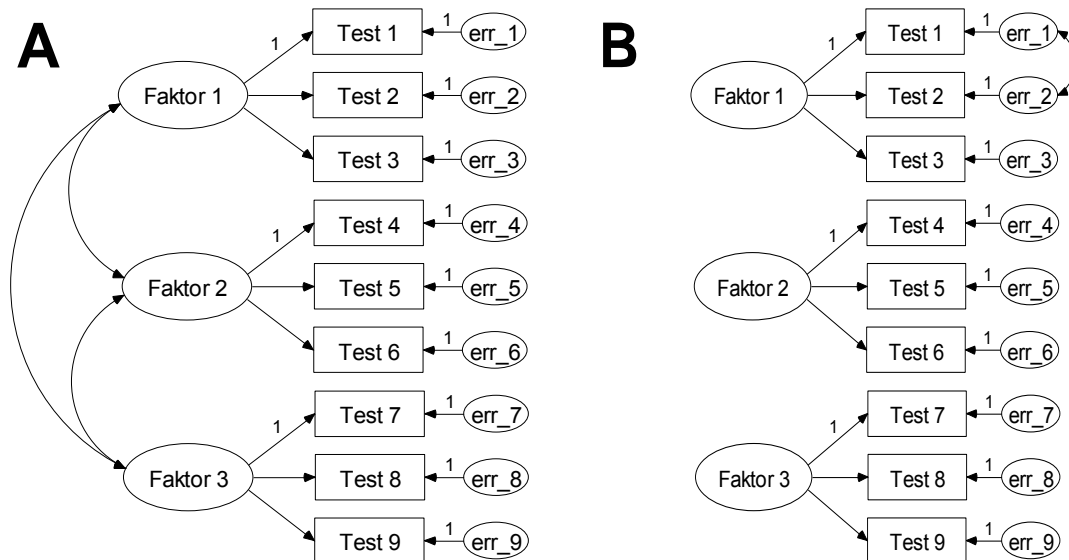 A
B
1
Test 1
1
err_1
Faktor 1
Test 2
1
err_2
Test 3
1
err_3
1
Test 4
1
err_4
Faktor 2
Test 5
1
err_5
Test 6
1
err_6
1
Test 7
1
err_7
Faktor 3
Test 8
1
err_8
Test 9
1
err_9
1
Test 1
1
err_1
Faktor 1
Test 2
1
err_2
Test 3
1
err_3
1
Test 4
1
err_4
Faktor 2
Test 5
1
err_5
Test 6
1
err_6
1
Test 7
1
err_7
Faktor 3
Test 8
1
err_8
Test 9
1
err_9